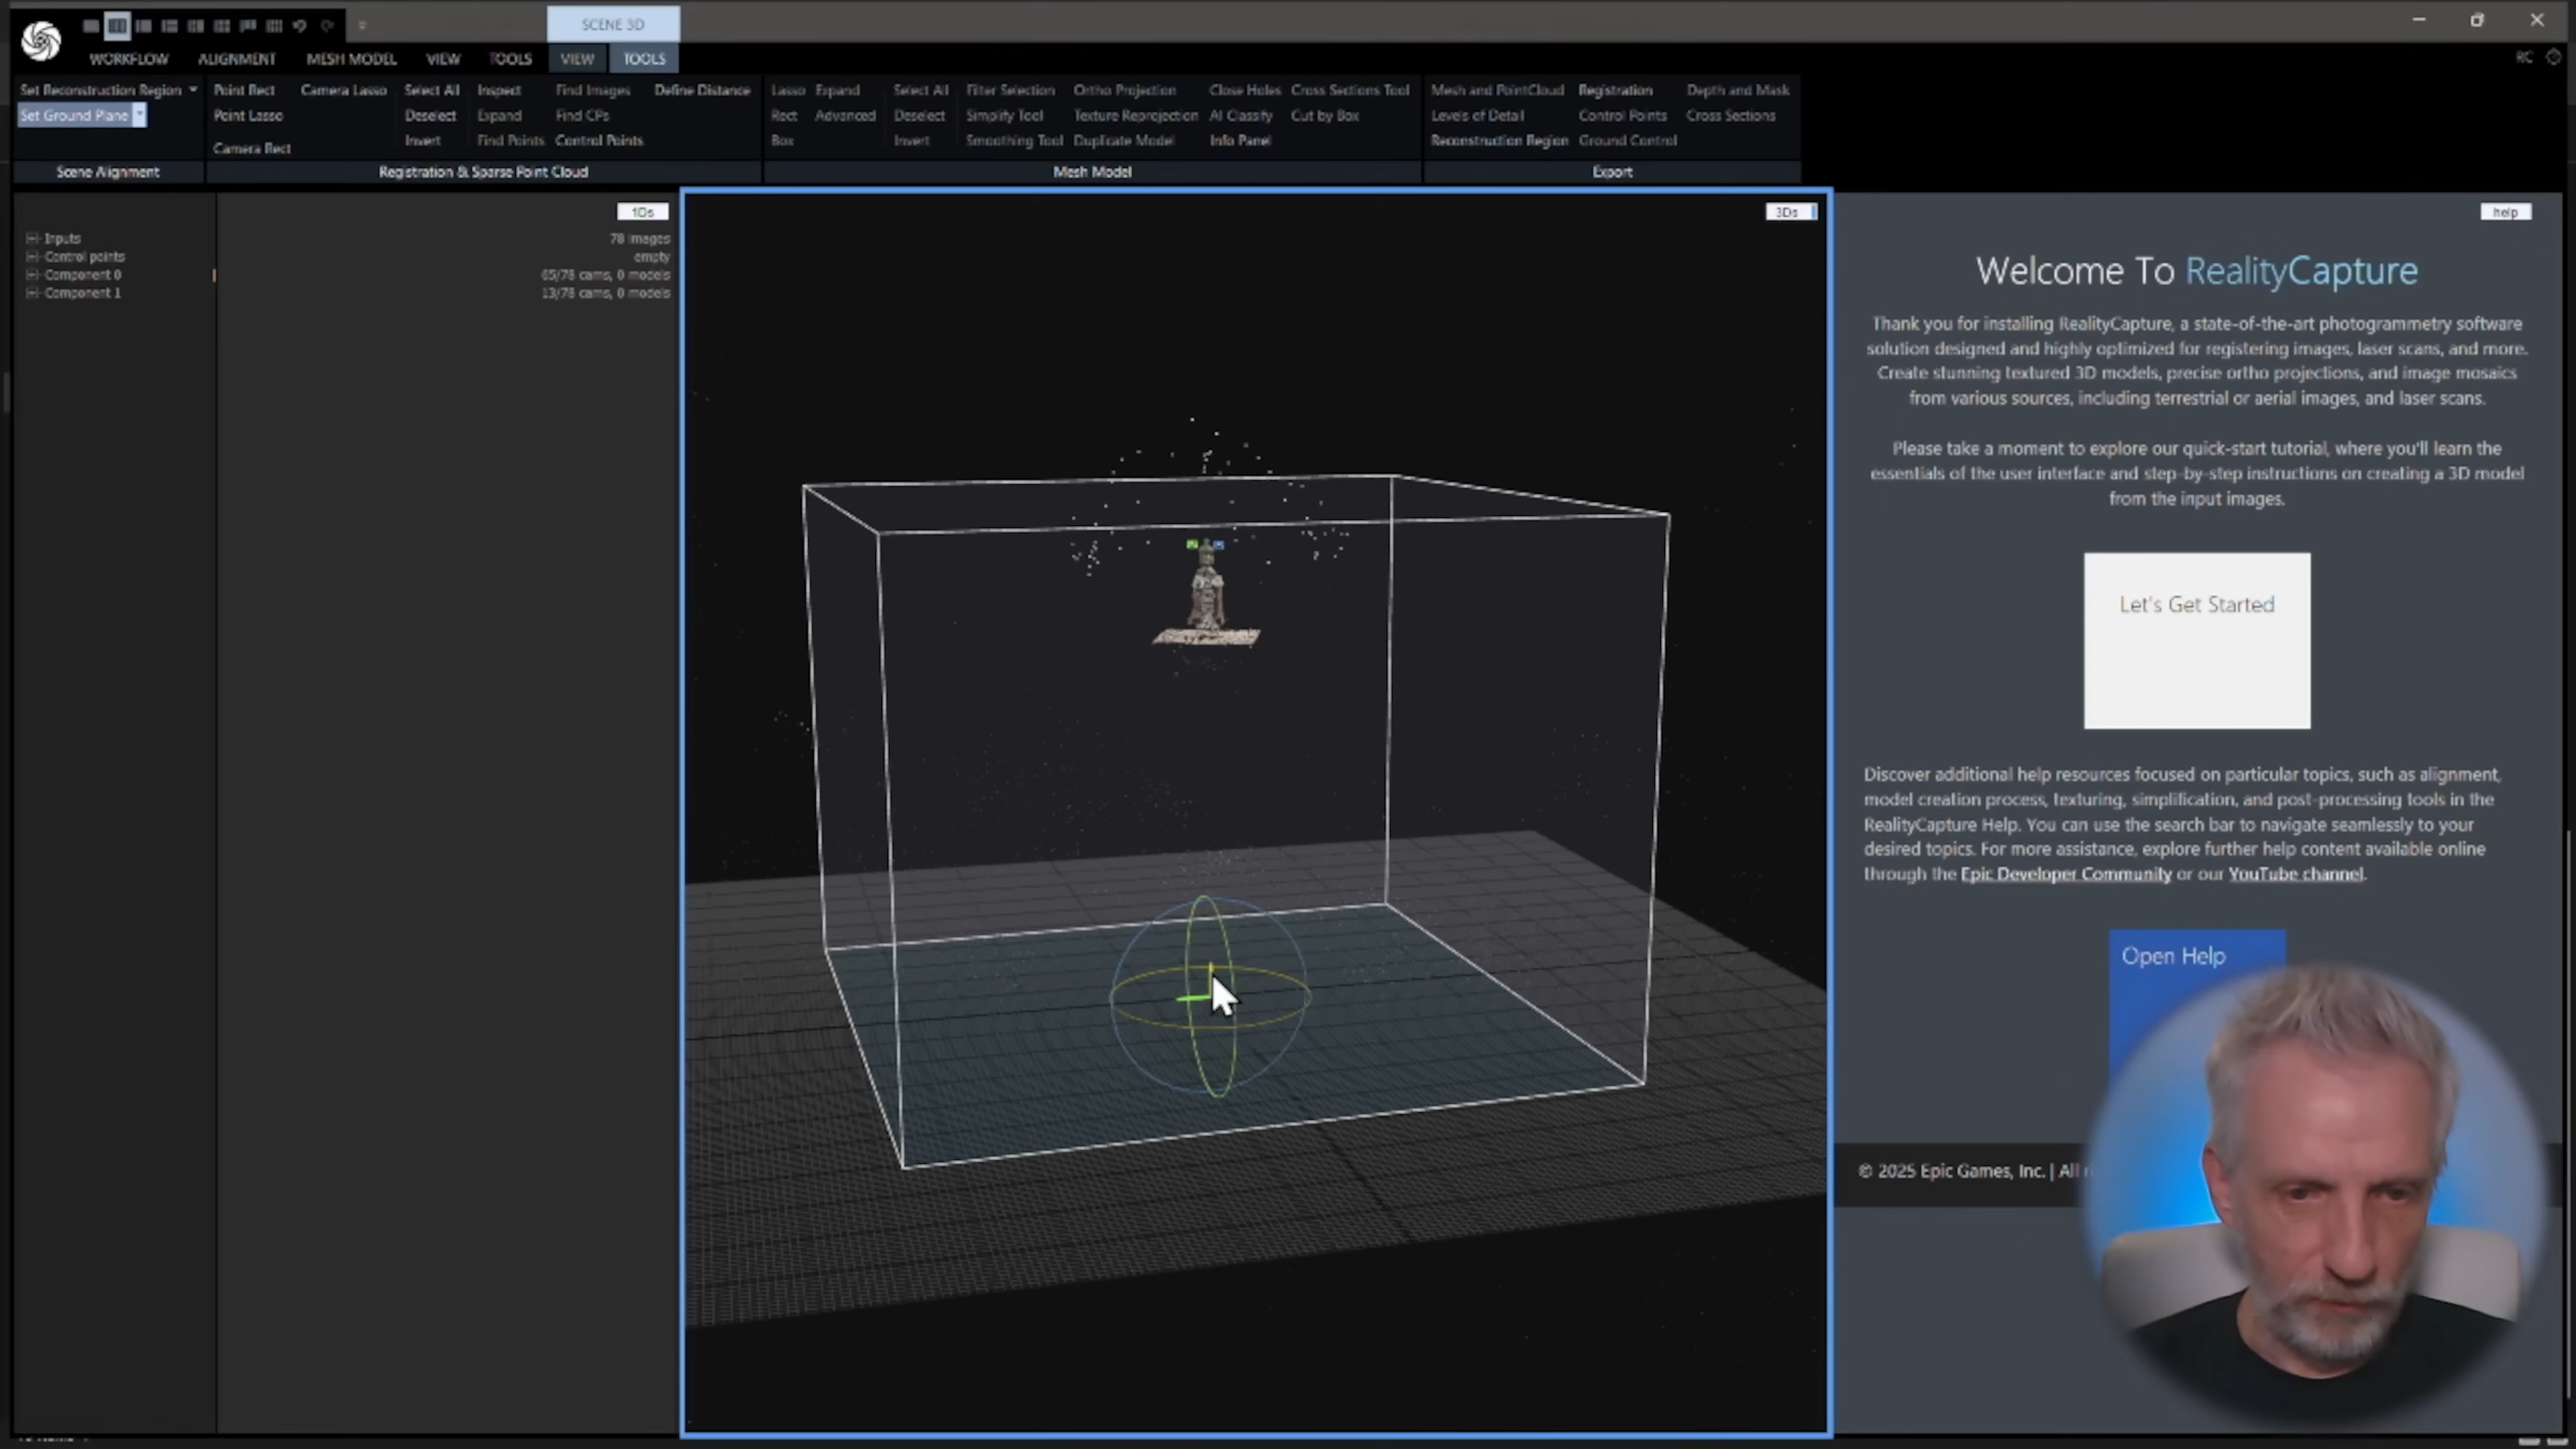 SCENE 3D
WORKFLOW ALIGNMENT MESH MODEL VIEW TOOLS VIEW TOOLS
RC
Set Reconstruction Region Point Rect Camera Lasso Select All Inspect Find Images Define Distance Lasso Expand Select All Filter Selection Ortho Projection Close Holes Cross Sections Tool Mesh and PointCloud Registration Depth and Mask
Set Ground Plane Point Lasso Deselect Expand Find CPs Rect Advanced Deselect Simplify Tool Texture Reprojection AI Classify Cut by Box Levels of Detail Control Points Cross Sections
Camera Rect Invert Find Points Control Points Box Invert Smoothing Tool Duplicate Model Info Panel Reconstruction Region Ground Control
Scene Alignment Registration & Sparse Point Cloud Mesh Model Export
1Ds
Inputs 78 images
Control points empty
Component 0 65/78 cams, 0 models
Component 1 13/78 cams, 0 models
3Ds
help
Welcome To RealityCapture
Thank you for installing RealityCapture, a state-of-the-art photogrammetry software
solution designed and highly optimized for registering images, laser scans, and more.
Create stunning textured 3D models, precise ortho projections, and image mosaics
from various sources, including terrestrial or aerial images, and laser scans.
Please take a moment to explore our quick-start tutorial, where you'll learn the
essentials of the user interface and step-by-step instructions on creating a 3D model
from the input images.
Let's Get Started
Discover additional help resources focused on particular topics, such as alignment,
model creation process, texturing, simplification, and post-processing tools in the
RealityCapture Help. You can use the search bar to navigate seamlessly to your
desired topics. For more assistance, explore further help content available online
through the Epic Developer Community or our YouTube channel.
Open Help
© 2025 Epic Games, Inc. | All